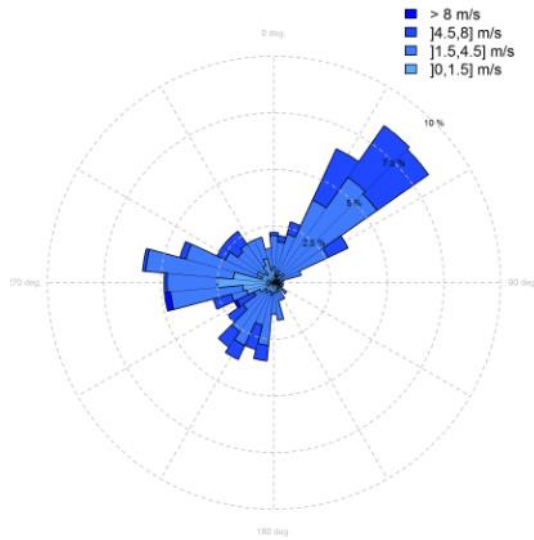 > 8 m/s
]4.5,8] m/s
]1.5,4.5] m/s
]0,1.5] m/s
0 deg.
10 %
7.5 %
5 %
2.5 %
270 deg.
90 deg.
180 deg.